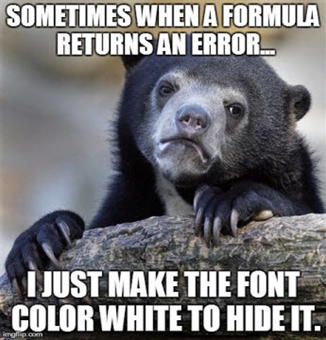 SOMETIMES WHEN A FORMULA
RETURNS AN ERROR...
I JUST MAKE THE FONT
COLOR WHITE TO HIDE IT.
imgflip.com